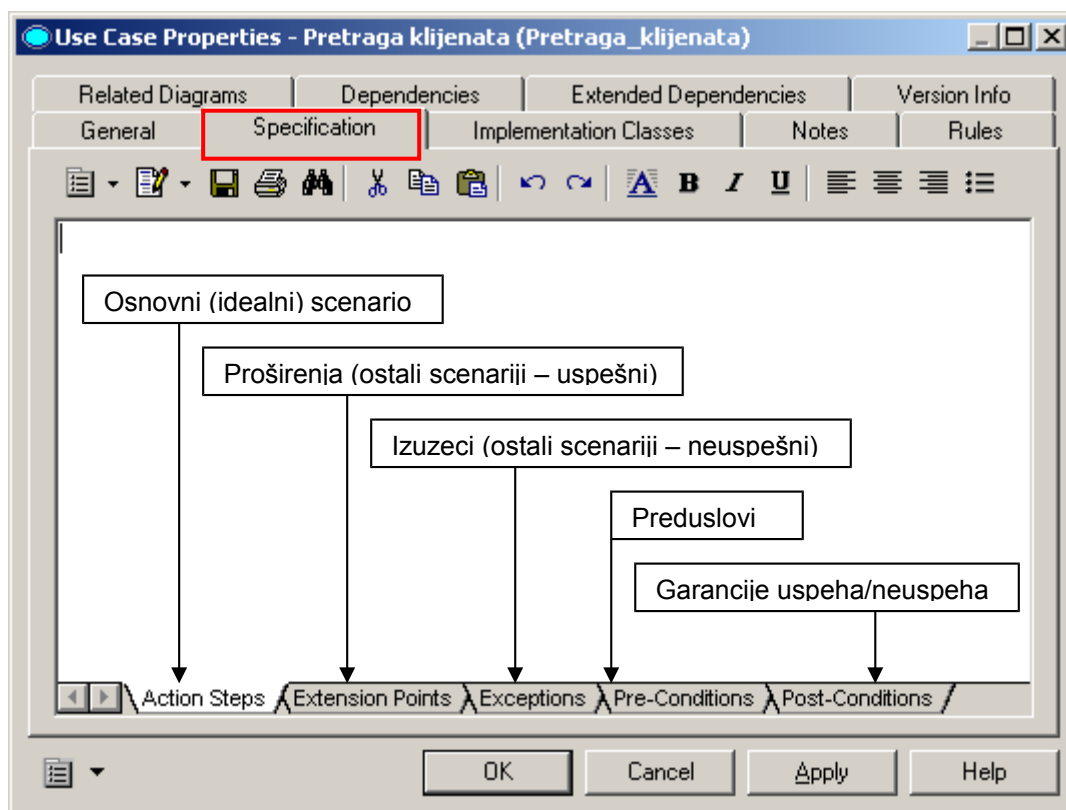 Use Case Properties - Pretraga klijenata (Pretraga_klijenata)
Related Diagrams Dependencies Extended Dependencies Version Info
General Specification Implementation Classes Notes Rules
A B I U
Osnovni (idealni) scenario
Proširenja (ostali scenariji – uspešni)
Izuzeci (ostali scenariji – neuspešni)
Preduslovi
Garancije uspeha/neuspeha
Action Steps Extension Points Exceptions Pre-Conditions Post-Conditions
OK Cancel Apply Help